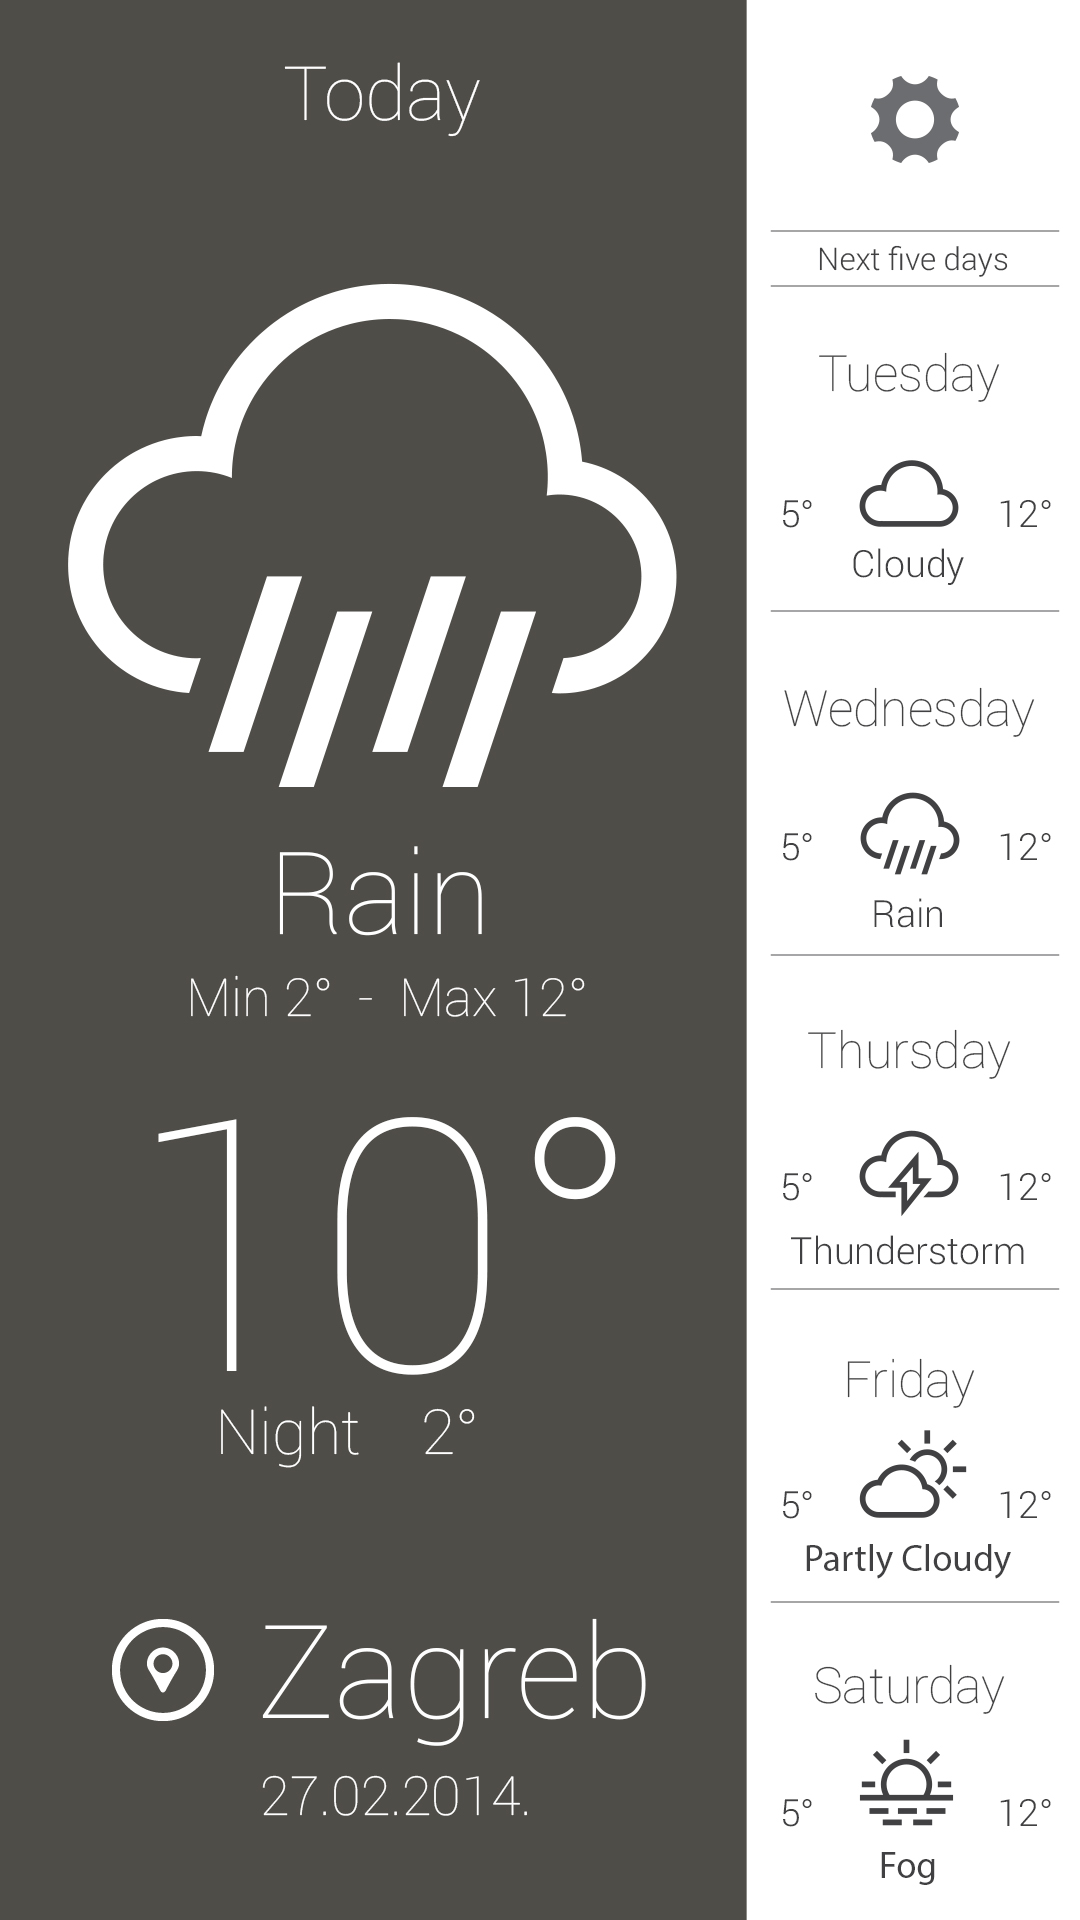 Today
Rain
Min 2° - Max 12°
10°
Night 2°
Zagreb
27.02.2014.
Next five days
Tuesday
5° 12°
Cloudy
Wednesday
5° 12°
Rain
Thursday
5° 12°
Thunderstorm
Friday
5° 12°
Partly Cloudy
Saturday
5° 12°
Fog